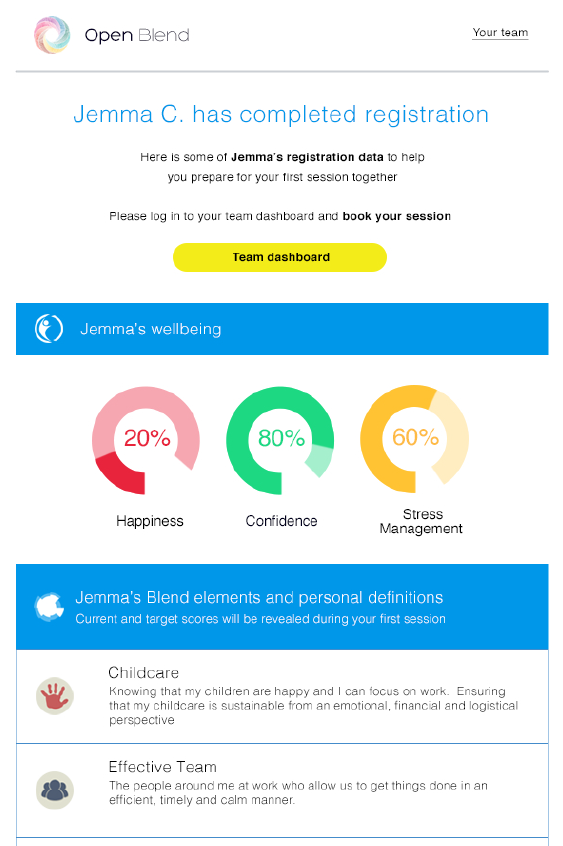 Open Blend
Your team
Jemma C. has completed registration
Here is some of Jemma's registration data to help
you prepare for your first session together
Please log in to your team dashboard and book your session
Team dashboard
Jemma's wellbeing
20%
80%
60%
Happiness
Confidence
Stress
Management
Jemma's Blend elements and personal definitions
Current and target scores will be revealed during your first session
Childcare
Knowing that my children are happy and I can focus on work. Ensuring
that my childcare is sustainable from an emotional, financial and logistical
perspective
Effective Team
The people around me at work who allow us to get things done in an
efficient, timely and calm manner.